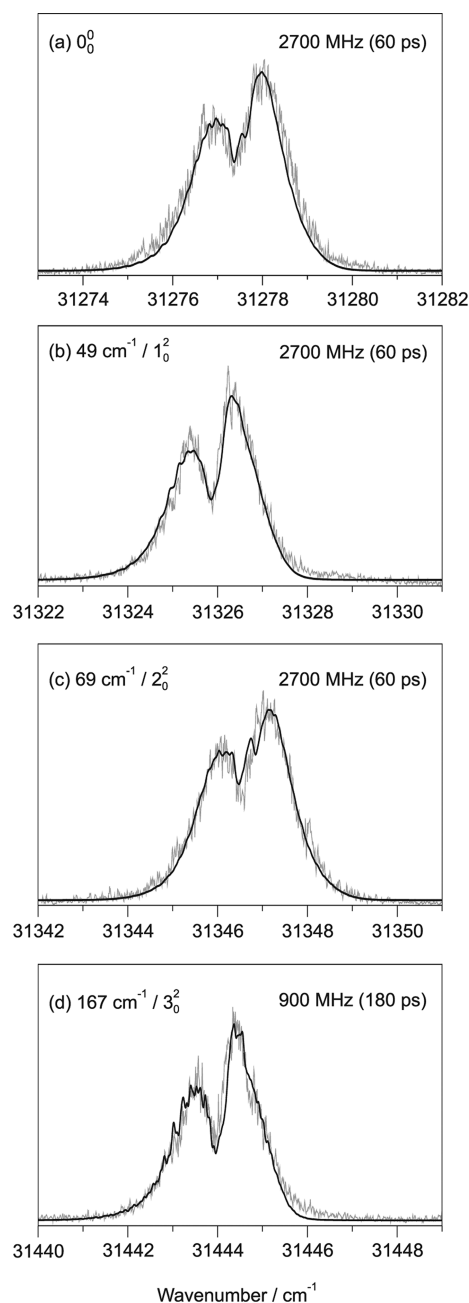 (a) 0⁰₀ 2700 MHz (60 ps)
31274 31276 31278 31280 31282
(b) 49 cm⁻¹ / 1²₀ 2700 MHz (60 ps)
31322 31324 31326 31328 31330
(c) 69 cm⁻¹ / 2²₀ 2700 MHz (60 ps)
31342 31344 31346 31348 31350
(d) 167 cm⁻¹ / 3²₀ 900 MHz (180 ps)
31440 31442 31444 31446 31448
Wavenumber / cm⁻¹